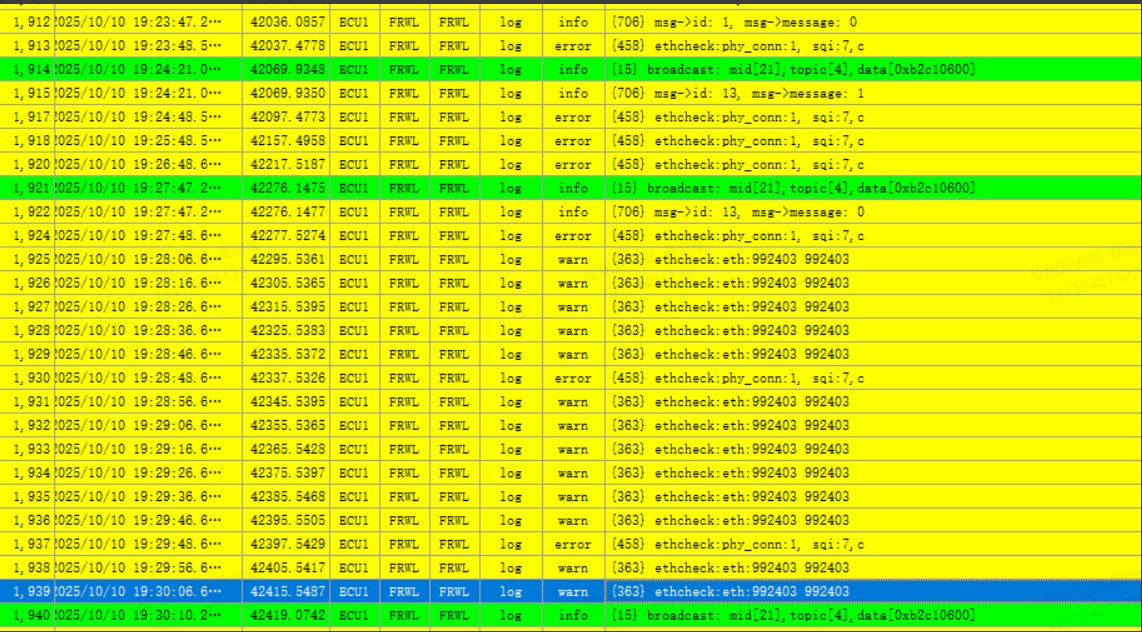 1,912 2025/10/10 19:23:47.2… 42036.0857 ECU1 FRWL FRWL log info {706} msg->id: 1, msg->message: 0
1,913 2025/10/10 19:23:48.5… 42037.4778 ECU1 FRWL FRWL log error {458} ethcheck:phy_conn:1, sqi:7,c
1,914 2025/10/10 19:24:21.0… 42069.9348 ECU1 FRWL FRWL log info {15} broadcast: mid[21],topic[4],data[0xb2c10600]
1,915 2025/10/10 19:24:21.0… 42069.9350 ECU1 FRWL FRWL log info {706} msg->id: 13, msg->message: 1
1,917 2025/10/10 19:24:48.5… 42097.4773 ECU1 FRWL FRWL log error {458} ethcheck:phy_conn:1, sqi:7,c
1,918 2025/10/10 19:25:48.5… 42157.4958 ECU1 FRWL FRWL log error {458} ethcheck:phy_conn:1, sqi:7,c
1,920 2025/10/10 19:26:48.6… 42217.5187 ECU1 FRWL FRWL log error {458} ethcheck:phy_conn:1, sqi:7,c
1,921 2025/10/10 19:27:47.2… 42276.1475 ECU1 FRWL FRWL log info {15} broadcast: mid[21],topic[4],data[0xb2c10600]
1,922 2025/10/10 19:27:47.2… 42276.1477 ECU1 FRWL FRWL log info {706} msg->id: 13, msg->message: 0
1,924 2025/10/10 19:27:48.6… 42277.5274 ECU1 FRWL FRWL log error {458} ethcheck:phy_conn:1, sqi:7,c
1,925 2025/10/10 19:28:06.6… 42295.5361 ECU1 FRWL FRWL log warn {363} ethcheck:eth:992403 992403
1,926 2025/10/10 19:28:16.6… 42305.5365 ECU1 FRWL FRWL log warn {363} ethcheck:eth:992403 992403
1,927 2025/10/10 19:28:26.6… 42315.5395 ECU1 FRWL FRWL log warn {363} ethcheck:eth:992403 992403
1,928 2025/10/10 19:28:36.6… 42325.5383 ECU1 FRWL FRWL log warn {363} ethcheck:eth:992403 992403
1,929 2025/10/10 19:28:46.6… 42335.5372 ECU1 FRWL FRWL log warn {363} ethcheck:eth:992403 992403
1,930 2025/10/10 19:28:48.6… 42337.5326 ECU1 FRWL FRWL log error {458} ethcheck:phy_conn:1, sqi:7,c
1,931 2025/10/10 19:28:56.6… 42345.5395 ECU1 FRWL FRWL log warn {363} ethcheck:eth:992403 992403
1,932 2025/10/10 19:29:06.6… 42355.5365 ECU1 FRWL FRWL log warn {363} ethcheck:eth:992403 992403
1,933 2025/10/10 19:29:16.6… 42365.5428 ECU1 FRWL FRWL log warn {363} ethcheck:eth:992403 992403
1,934 2025/10/10 19:29:26.6… 42375.5397 ECU1 FRWL FRWL log warn {363} ethcheck:eth:992403 992403
1,935 2025/10/10 19:29:36.6… 42385.5468 ECU1 FRWL FRWL log warn {363} ethcheck:eth:992403 992403
1,936 2025/10/10 19:29:46.6… 42395.5505 ECU1 FRWL FRWL log warn {363} ethcheck:eth:992403 992403
1,937 2025/10/10 19:29:48.6… 42397.5429 ECU1 FRWL FRWL log error {458} ethcheck:phy_conn:1, sqi:7,c
1,938 2025/10/10 19:29:56.6… 42405.5417 ECU1 FRWL FRWL log warn {363} ethcheck:eth:992403 992403
1,939 2025/10/10 19:30:06.6… 42415.5487 ECU1 FRWL FRWL log warn {363} ethcheck:eth:992403 992403
1,940 2025/10/10 19:30:10.2… 42419.0742 ECU1 FRWL FRWL log info {15} broadcast: mid[21],topic[4],data[0xb2c10600]